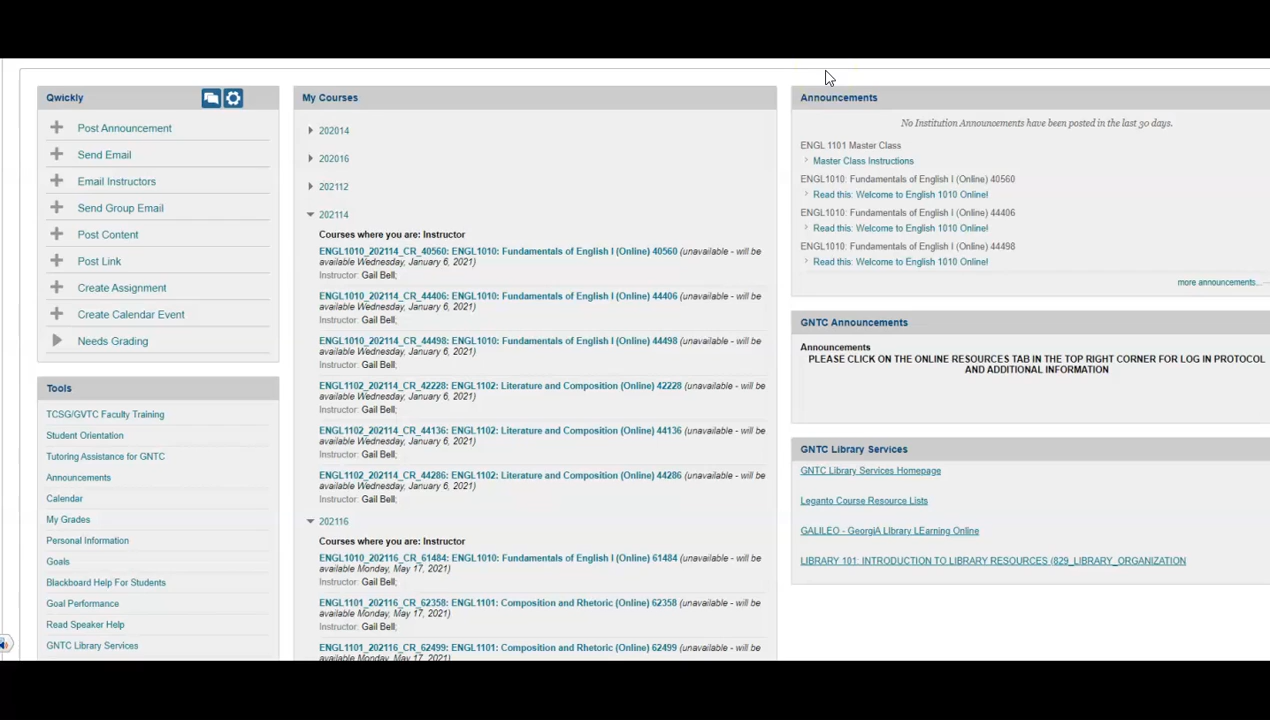 Qwickly
Post Announcement
Send Email
Email Instructors
Send Group Email
Post Content
Post Link
Create Assignment
Create Calendar Event
Needs Grading
Tools
TCSG/GVTC Faculty Training
Student Orientation
Tutoring Assistance for GNTC
Announcements
Calendar
My Grades
Personal Information
Goals
Blackboard Help For Students
Goal Performance
Read Speaker Help
GNTC Library Services
My Courses
202014
202016
202112
202114
Courses where you are: Instructor
ENGL1010_202114_CR_40560: ENGL1010: Fundamentals of English I (Online) 40560 (unavailable - will be
available Wednesday, January 6, 2021)
Instructor: Gail Bell;
ENGL1010_202114_CR_44406: ENGL1010: Fundamentals of English I (Online) 44406 (unavailable - will be
available Wednesday, January 6, 2021)
Instructor: Gail Bell;
ENGL1010_202114_CR_44498: ENGL1010: Fundamentals of English I (Online) 44498 (unavailable - will be
available Wednesday, January 6, 2021)
Instructor: Gail Bell;
ENGL1102_202114_CR_42228: ENGL1102: Literature and Composition (Online) 42228 (unavailable - will be
available Wednesday, January 6, 2021)
Instructor: Gail Bell;
ENGL1102_202114_CR_44136: ENGL1102: Literature and Composition (Online) 44136 (unavailable - will be
available Wednesday, January 6, 2021)
Instructor: Gail Bell;
ENGL1102_202114_CR_44286: ENGL1102: Literature and Composition (Online) 44286 (unavailable - will be
available Wednesday, January 6, 2021)
Instructor: Gail Bell;
202116
Courses where you are: Instructor
ENGL1010_202116_CR_61484: ENGL1010: Fundamentals of English I (Online) 61484 (unavailable - will be
available Monday, May 17, 2021)
Instructor: Gail Bell;
ENGL1101_202116_CR_62358: ENGL1101: Composition and Rhetoric (Online) 62358 (unavailable - will be
available Monday, May 17, 2021)
Instructor: Gail Bell;
ENGL1101_202116_CR_62499: ENGL1101: Composition and Rhetoric (Online) 62499 (unavailable - will be
available Monday, May 17, 2021)
Announcements
No Institution Announcements have been posted in the last 30 days.
ENGL 1101 Master Class
Master Class Instructions
ENGL1010: Fundamentals of English I (Online) 40560
Read this: Welcome to English 1010 Online!
ENGL1010: Fundamentals of English I (Online) 44406
Read this: Welcome to English 1010 Online!
ENGL1010: Fundamentals of English I (Online) 44498
Read this: Welcome to English 1010 Online!
more announcements...
GNTC Announcements
Announcements
PLEASE CLICK ON THE ONLINE RESOURCES TAB IN THE TOP RIGHT CORNER FOR LOG IN PROTOCOL
AND ADDITIONAL INFORMATION
GNTC Library Services
GNTC Library Services Homepage
Leganto Course Resource Lists
GALILEO - GeorgiA LIbrary LEarning Online
LIBRARY 101: INTRODUCTION TO LIBRARY RESOURCES (829_LIBRARY_ORGANIZATION